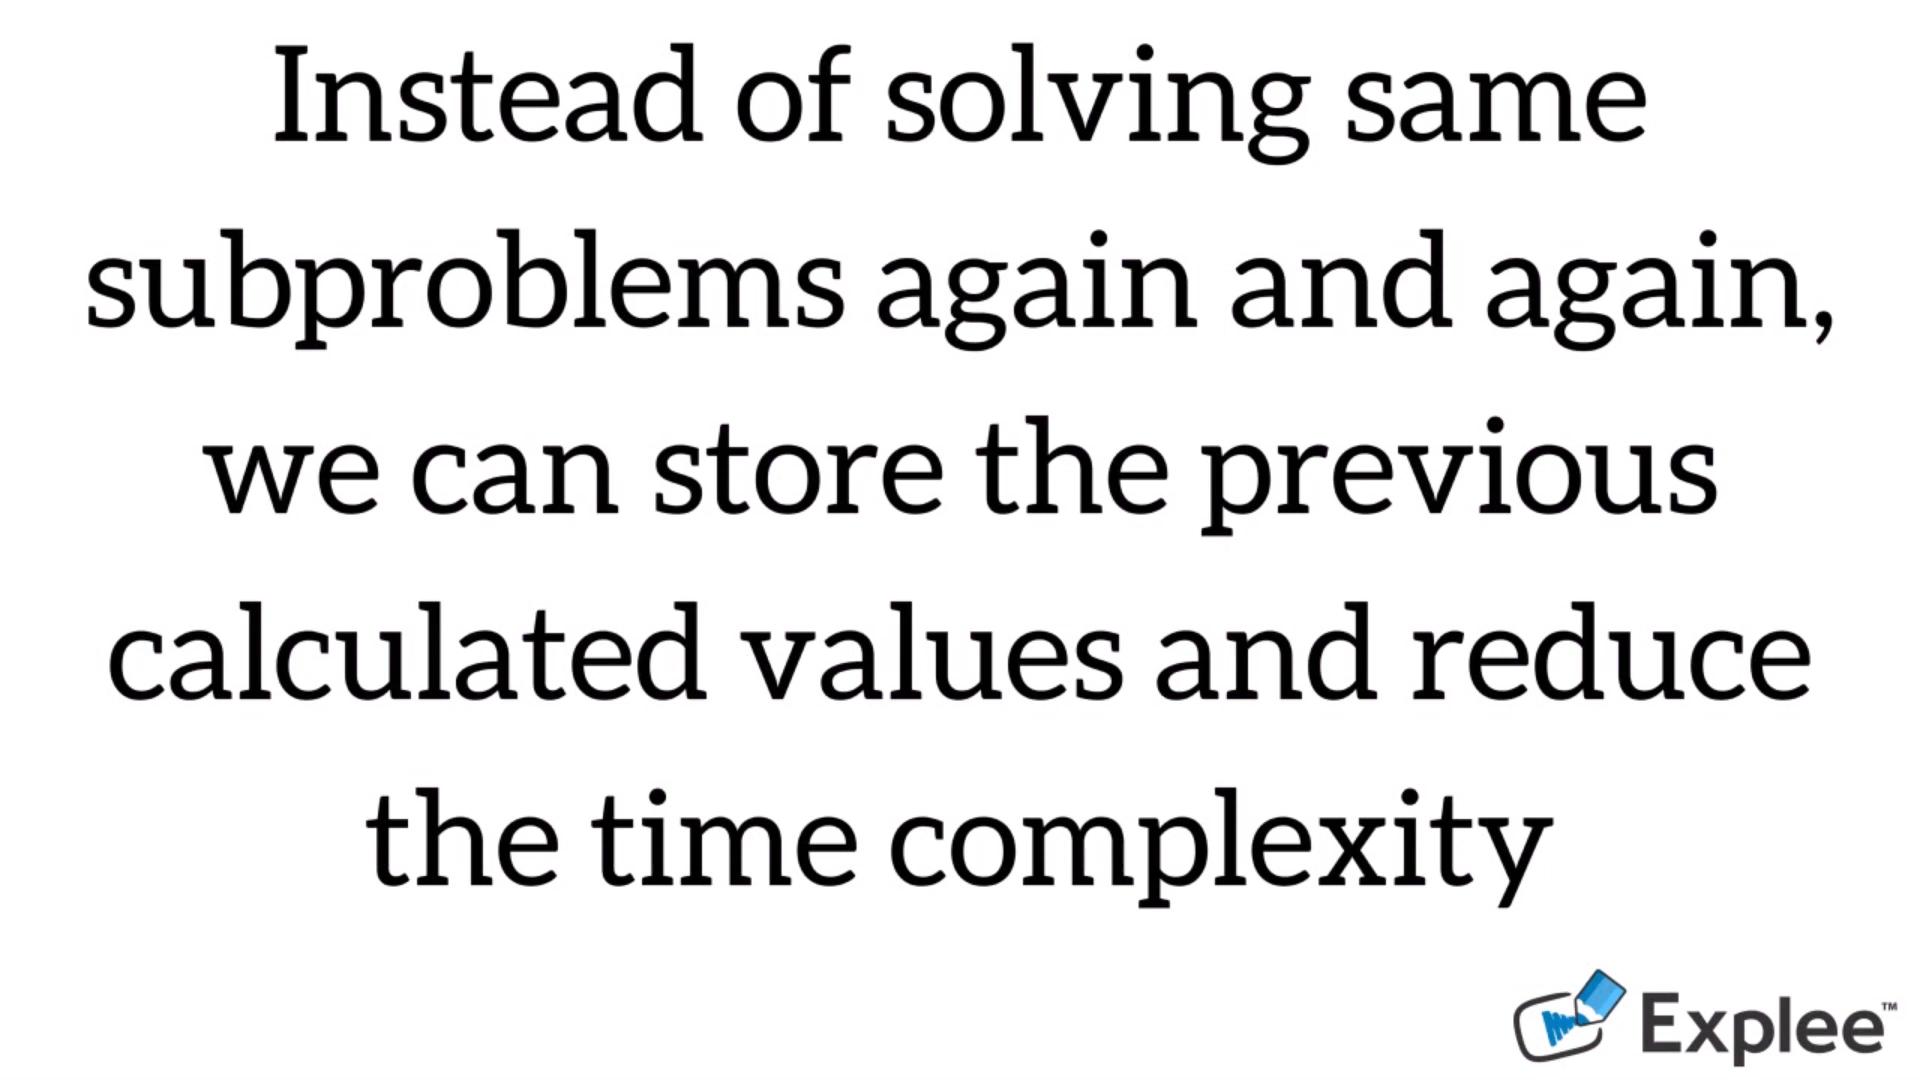 Instead of solving same
subproblems again and again,
we can store the previous
calculated values and reduce
the time complexity
Explee™